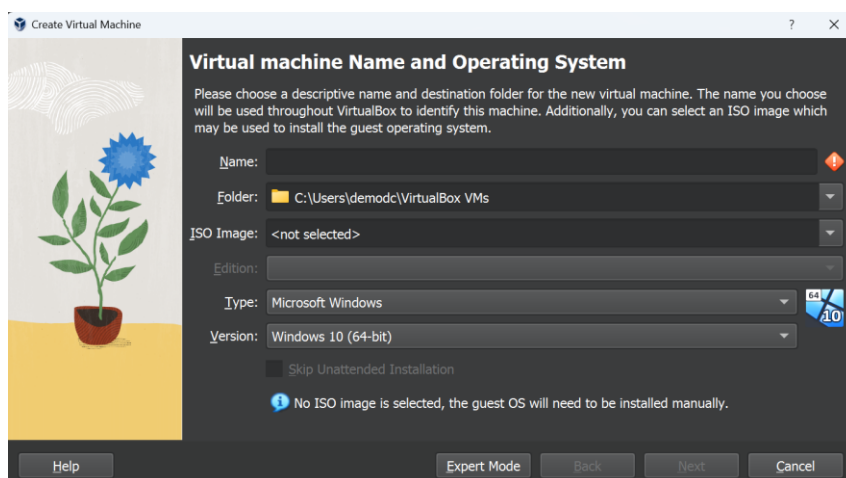 Create Virtual Machine ? ✕
Virtual machine Name and Operating System
Please choose a descriptive name and destination folder for the new virtual machine. The name you choose
will be used throughout VirtualBox to identify this machine. Additionally, you can select an ISO image which
may be used to install the guest operating system.
Name:
Folder: C:\Users\demodc\VirtualBox VMs
ISO Image: <not selected>
Edition:
Type: Microsoft Windows
64
10
Version: Windows 10 (64-bit)
Skip Unattended Installation
No ISO image is selected, the guest OS will need to be installed manually.
Help Expert Mode Back Next Cancel